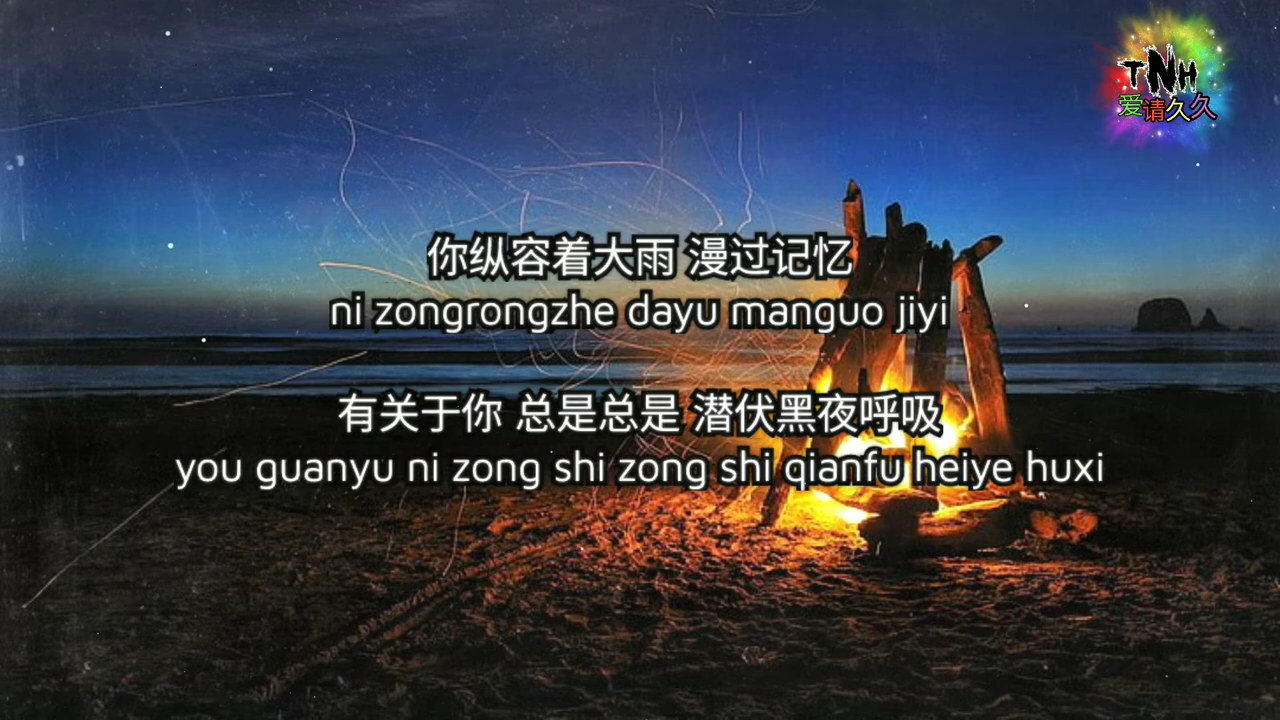 TNH
爱请久久
你纵容着大雨 漫过记忆
ni zongrongzhe dayu manguo jiyi
有关于你 总是总是 潜伏黑夜呼吸
you guanyu ni zong shi zong shi qianfu heiye huxi